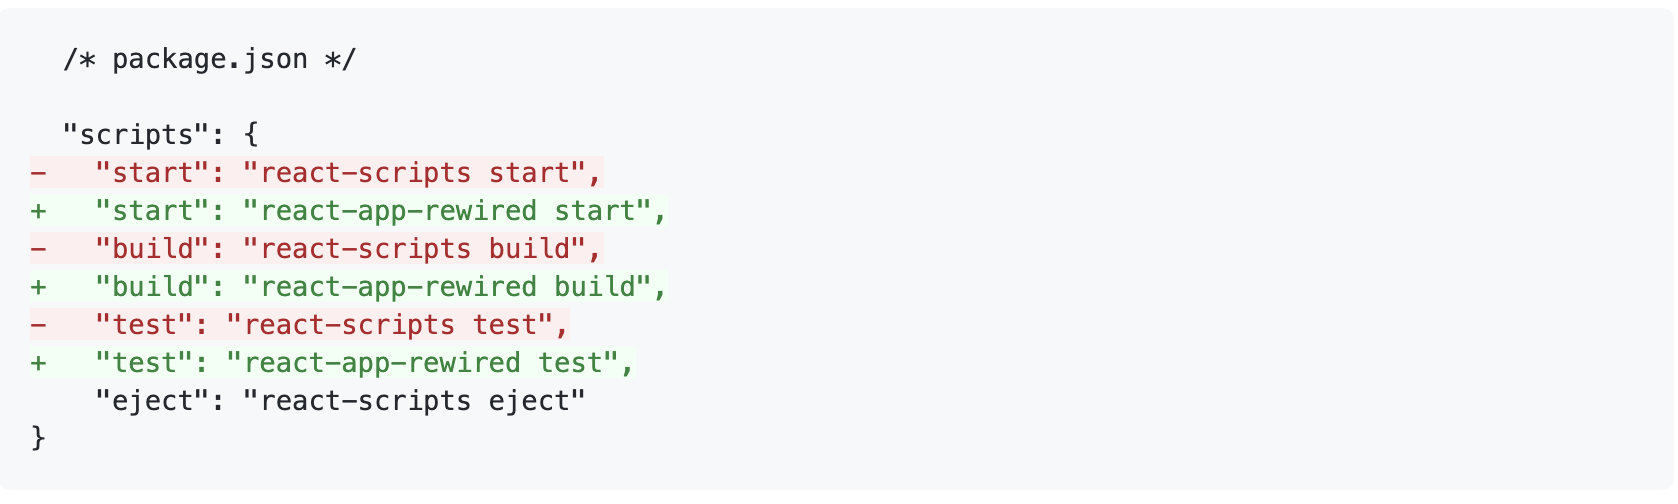 /* package.json */
"scripts": {
-   "start": "react-scripts start",
+   "start": "react-app-rewired start",
-   "build": "react-scripts build",
+   "build": "react-app-rewired build",
-   "test": "react-scripts test",
+   "test": "react-app-rewired test",
    "eject": "react-scripts eject"
}